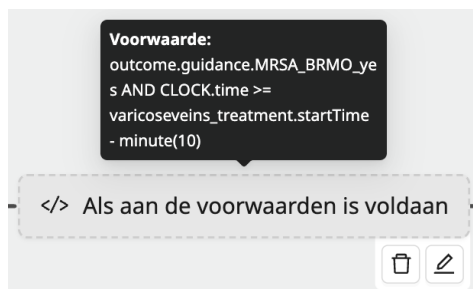 Voorwaarde:
outcome.guidance.MRSA_BRMO_ye
s AND CLOCK.time >=
varicoseveins_treatment.startTime
- minute(10)
</> Als aan de voorwaarden is voldaan